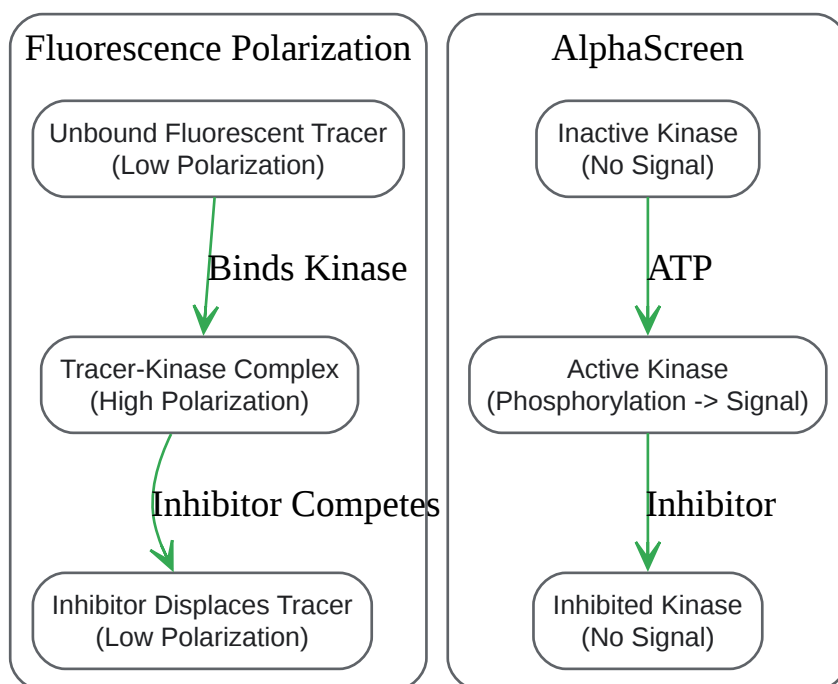 Fluorescence Polarization
Unbound Fluorescent Tracer
(Low Polarization)
Binds Kinase
Tracer-Kinase Complex
(High Polarization)
Inhibitor Competes
Inhibitor Displaces Tracer
(Low Polarization)
AlphaScreen
Inactive Kinase
(No Signal)
ATP
Active Kinase
(Phosphorylation -> Signal)
Inhibitor
Inhibited Kinase
(No Signal)